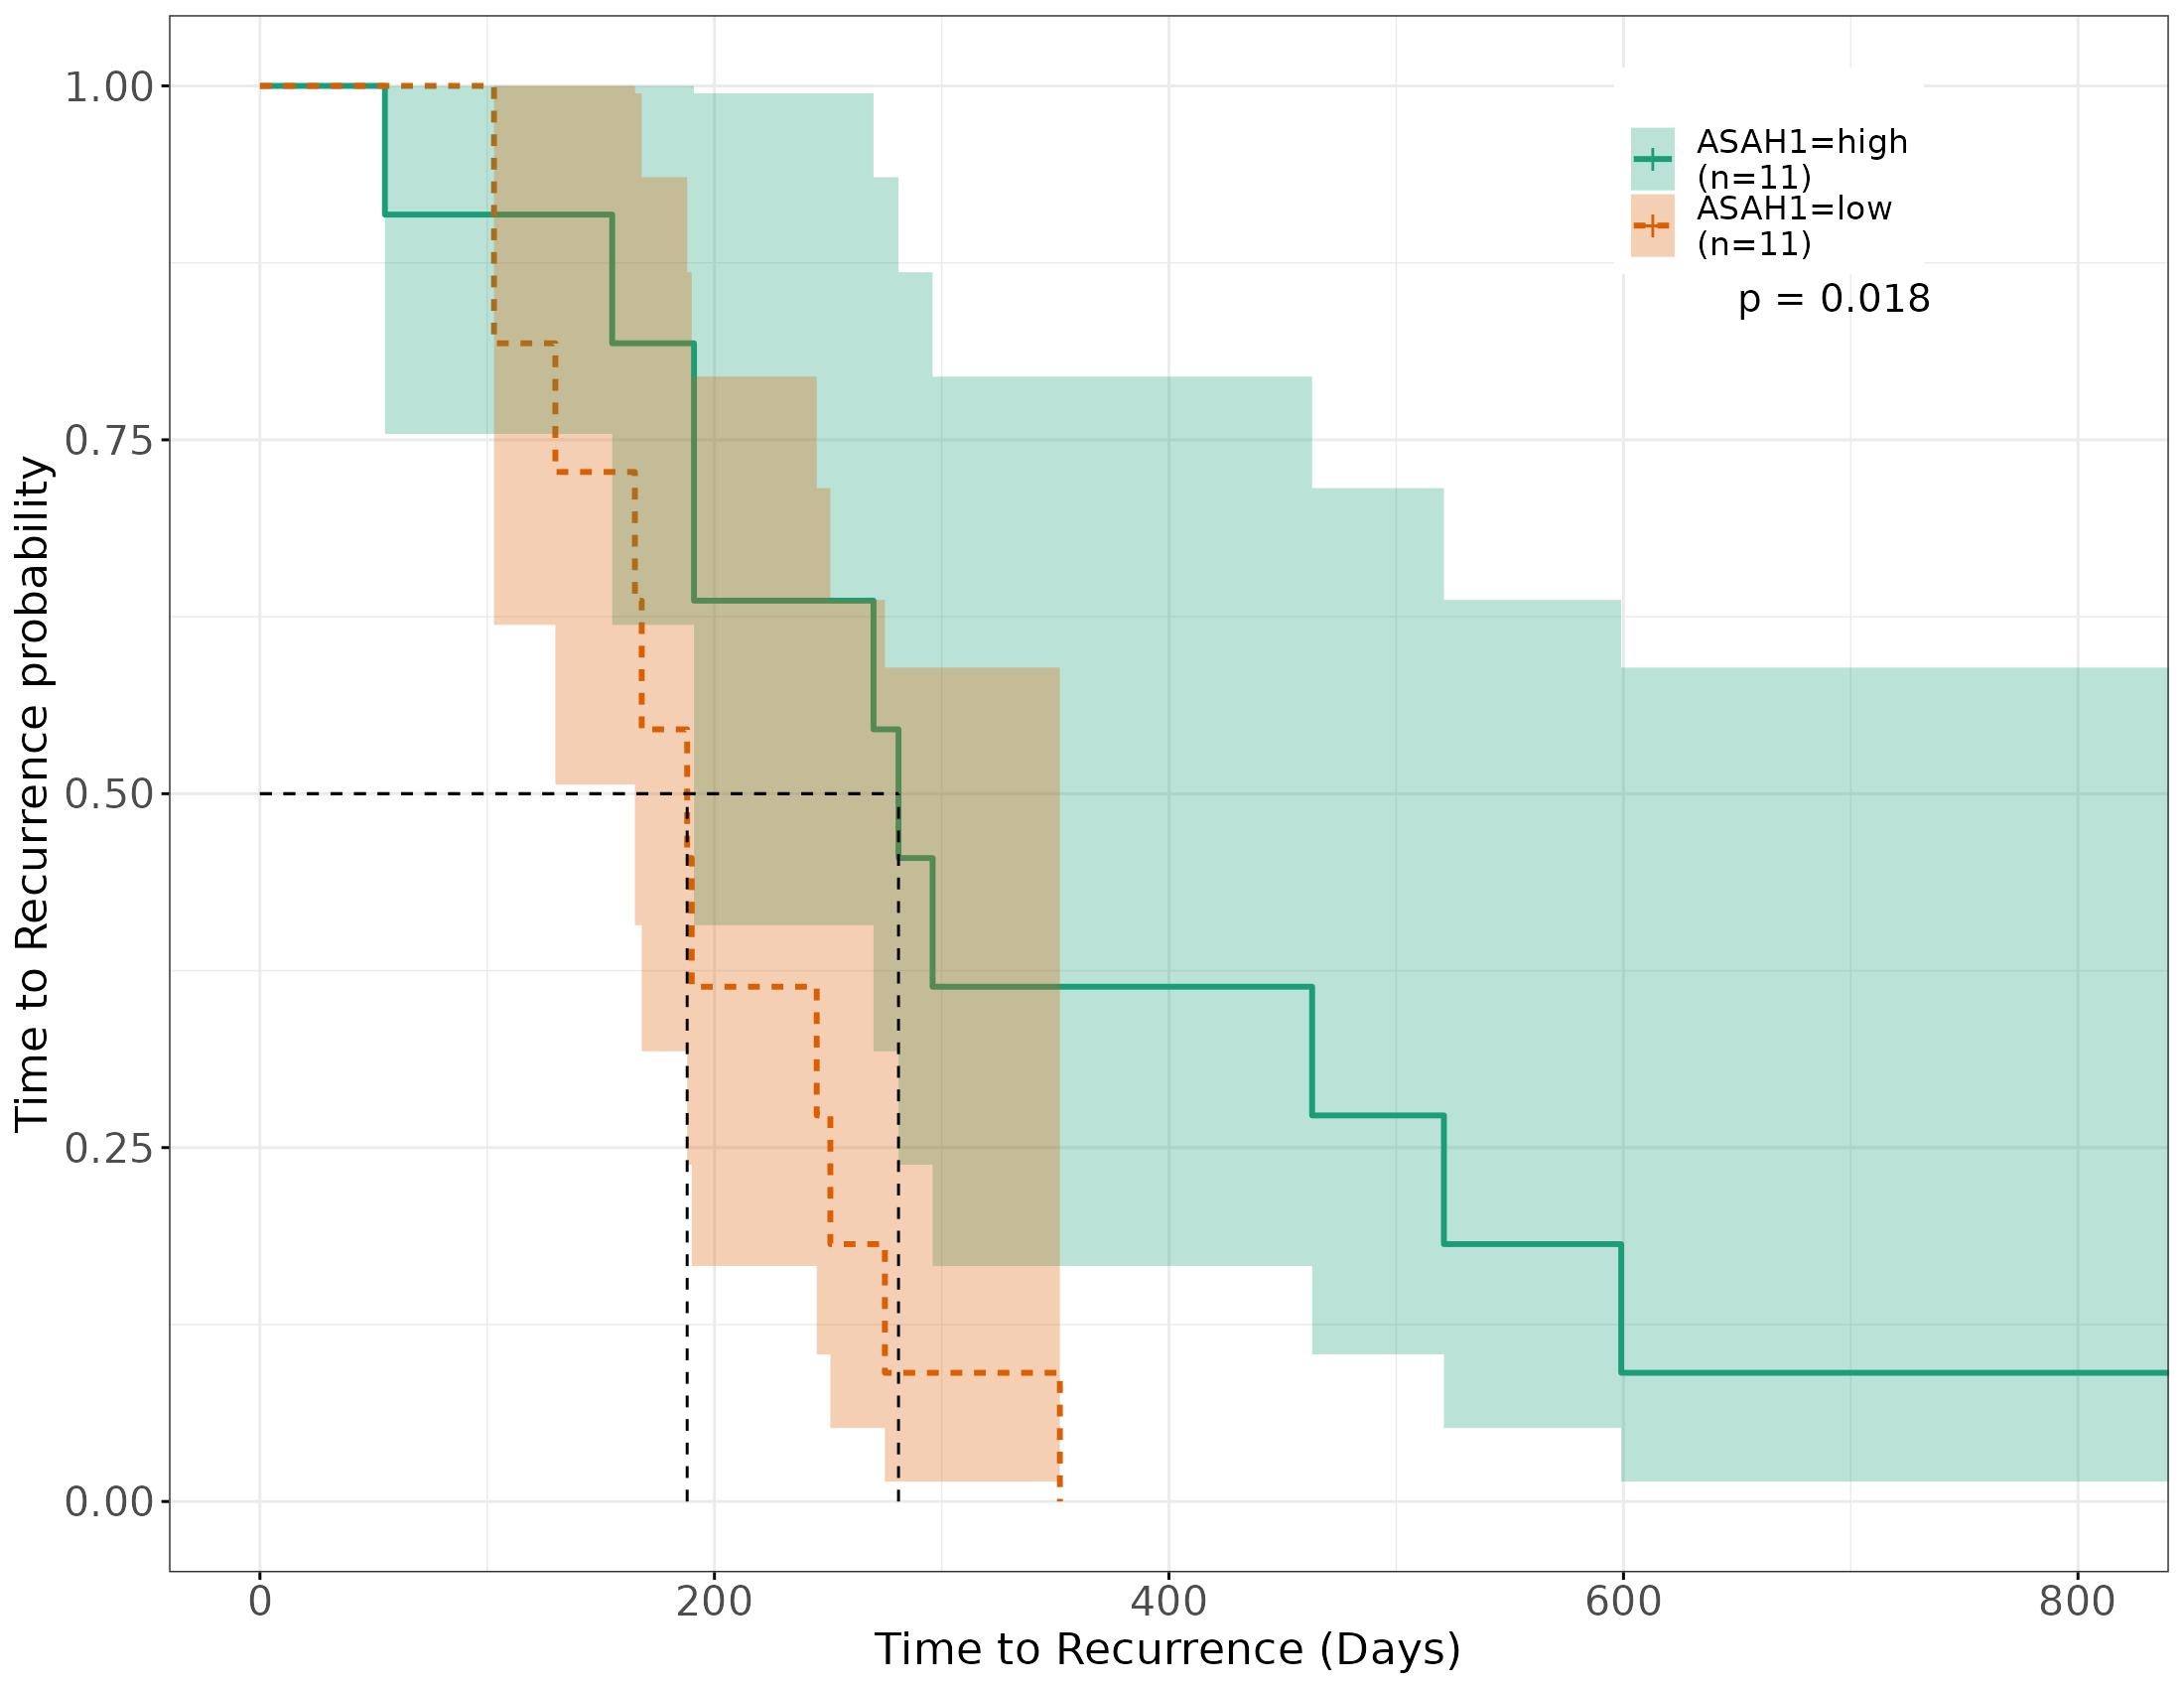 ASAH1=high
(n=11)
ASAH1=low
(n=11)
p = 0.018
Time to Recurrence probability
1.00
0.75
0.50
0.25
0.00
0
200
400
600
800
Time to Recurrence (Days)